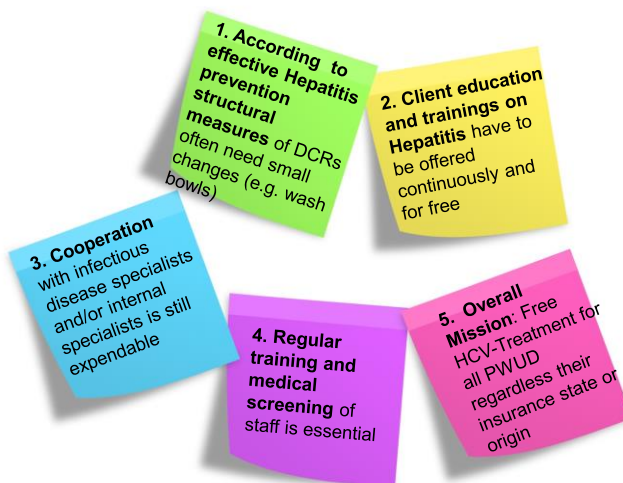 1. According to
effective Hepatitis
prevention
structural
measures of DCRs
often need small
changes (e.g. wash
bowls)
2. Client education
and trainings on
Hepatitis have to
be offered
continuously and
for free
3. Cooperation
with infectious
disease specialists
and/or internal
specialists is still
expendable
4. Regular
training and
medical
screening of
staff is essential
5. Overall
Mission: Free
HCV-Treatment for
all PWUD
regardless their
insurance state or
origin